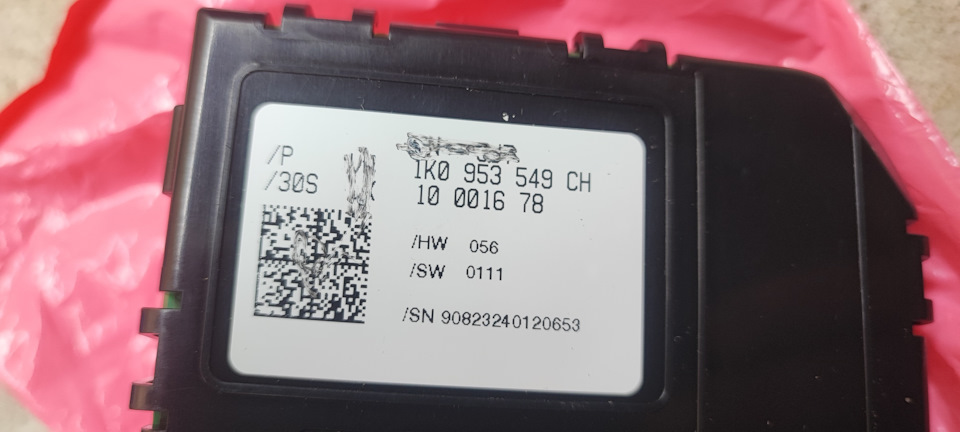 /P
/30S
1K0 953 549 CH
10 0016 78
/HW 056
/SW 0111
/SN 90823240120653